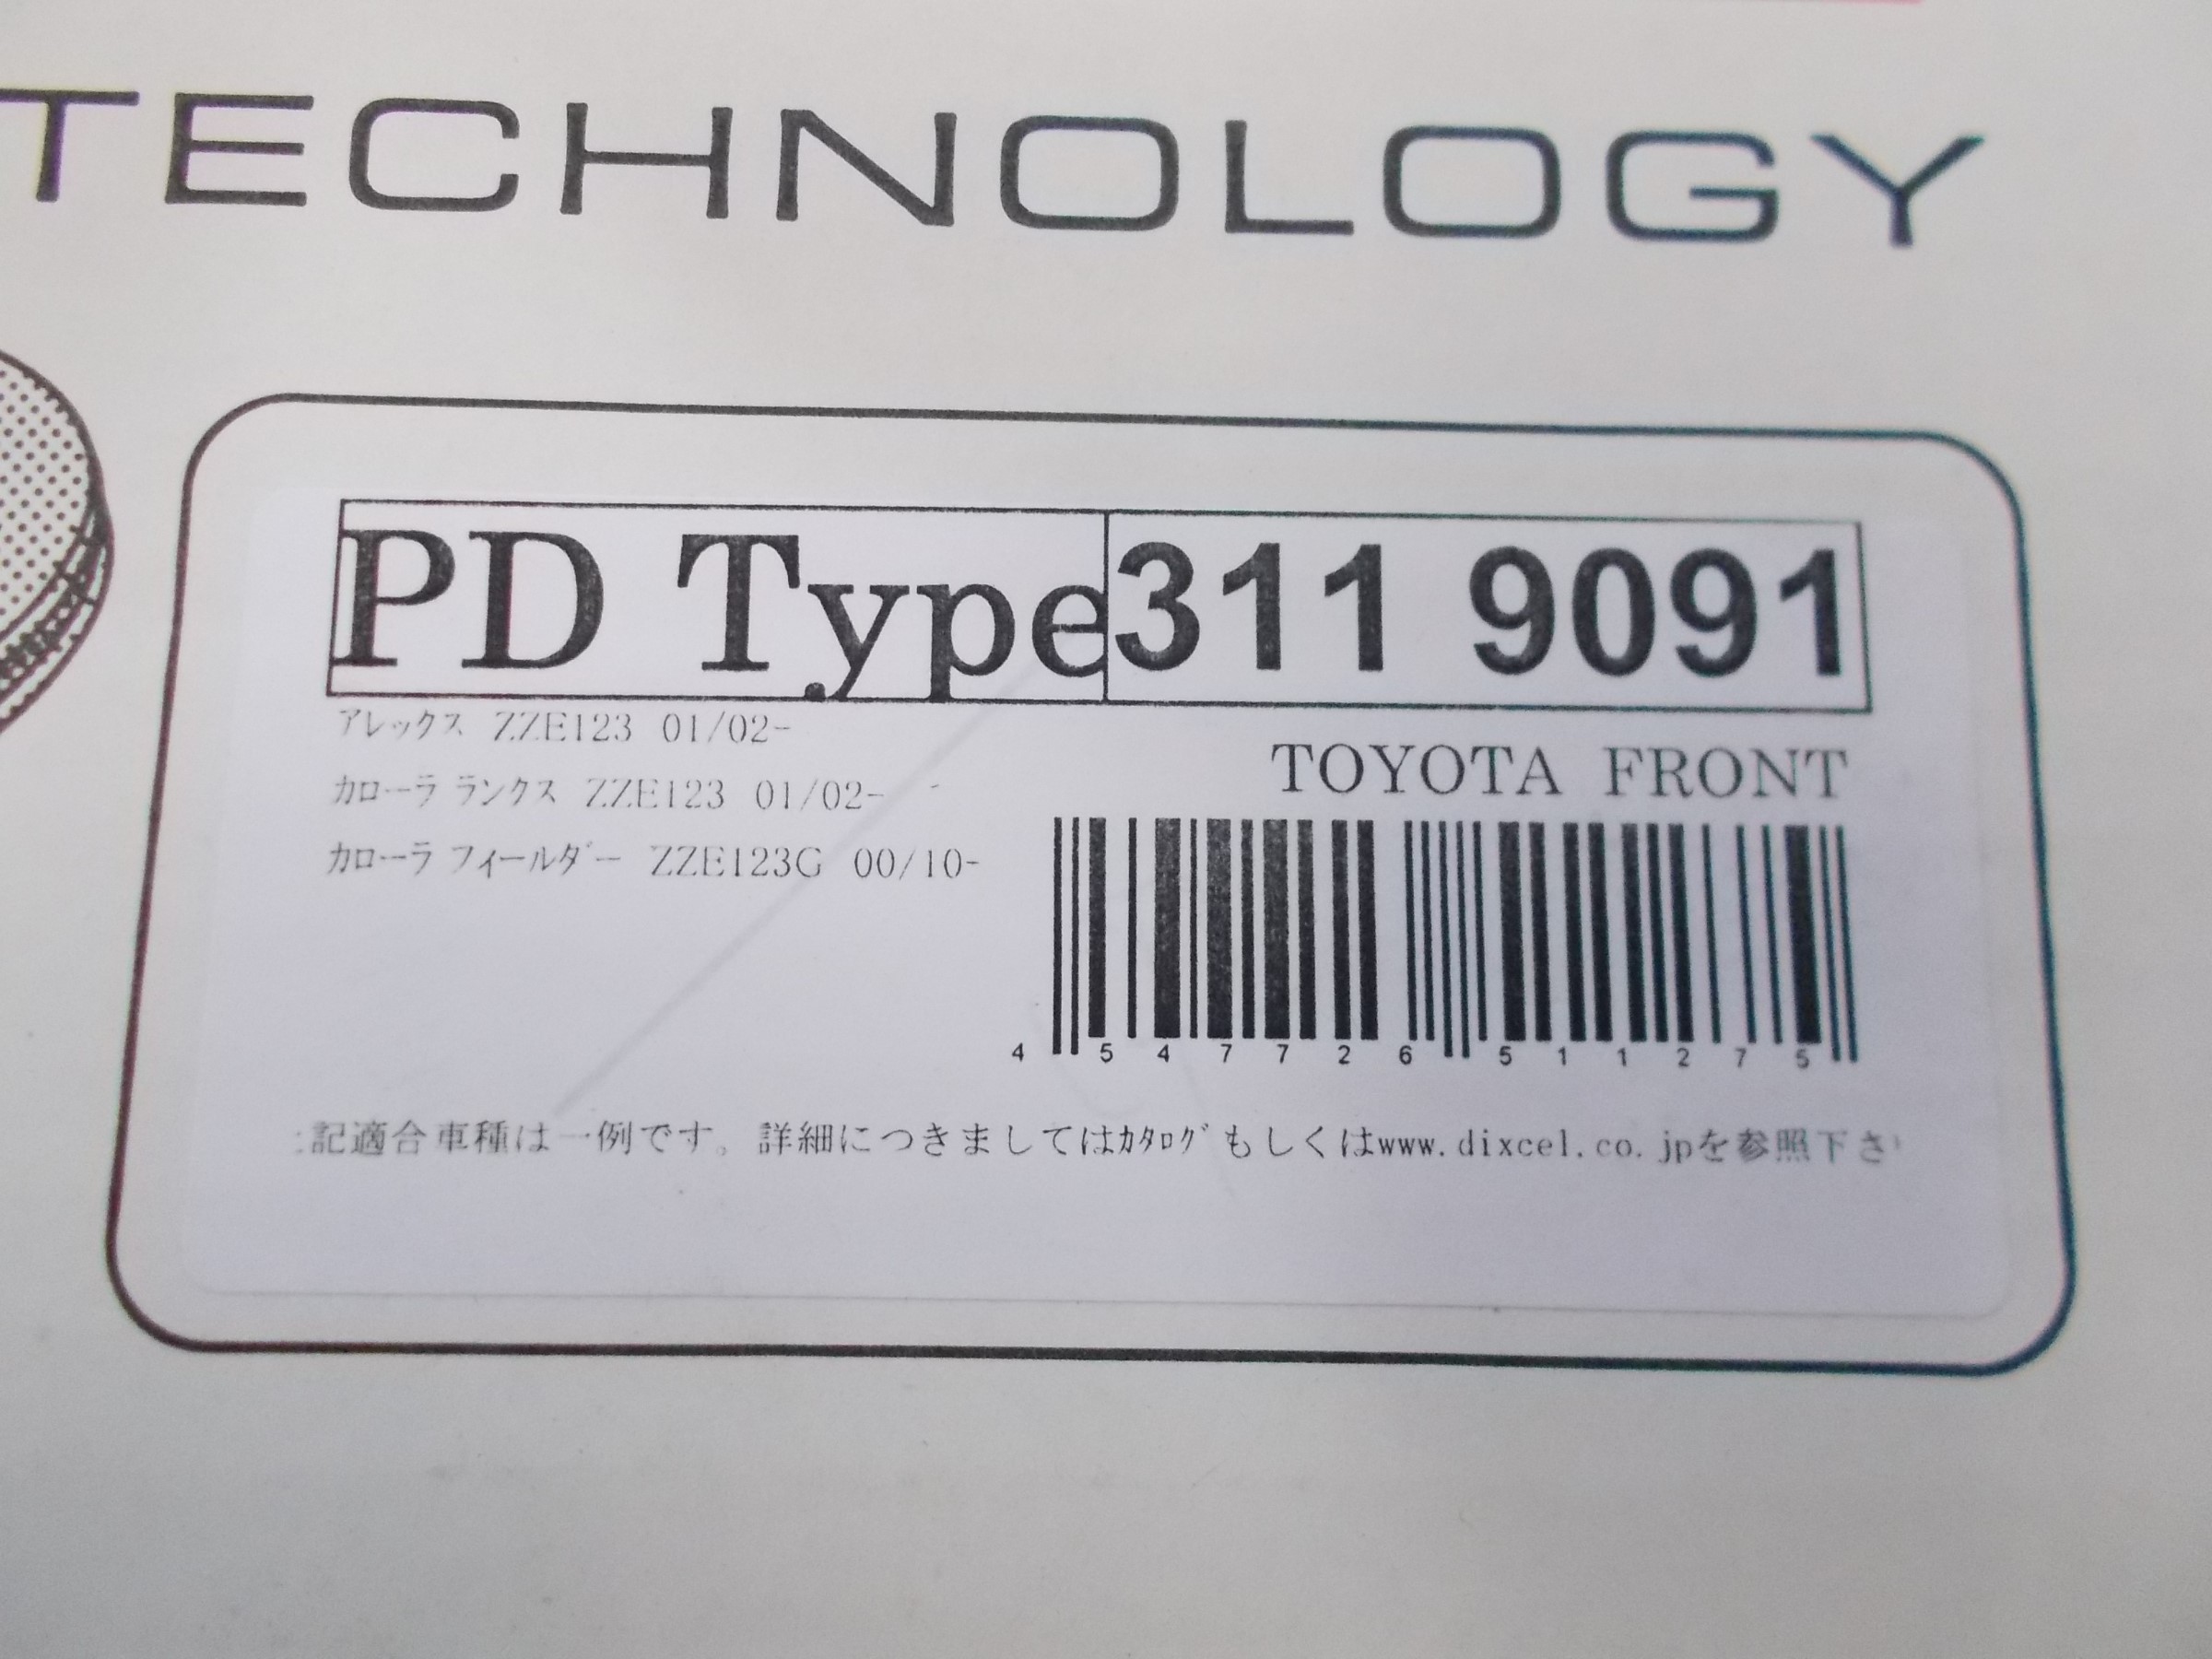 TECHNOLOGY
PD Type 311 9091
アレックス ZZE123 01/02-
TOYOTA FRONT
カローラ ランクス ZZE123 01/02-
カローラ フィールダー ZZE123G 00/10-
4 547726 511275
記適合車種は一例です。詳細につきましてはｶﾀﾛｸﾞもしくはwww.dixcel.co.jpを参照下さ